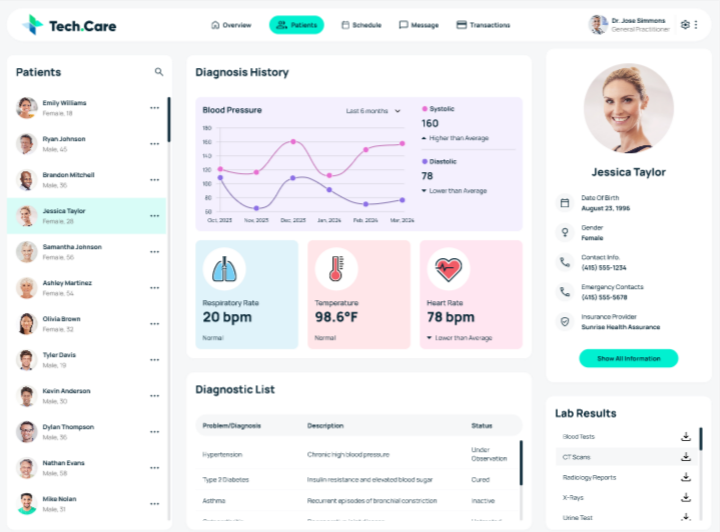 Tech.Care
Overview
Patients
Schedule
Message
Transactions
Dr. Jose Simmons
General Practitioner
Patients
Emily Williams
Female, 18
Ryan Johnson
Male, 45
Brandon Mitchell
Male, 36
Jessica Taylor
Female, 28
Samantha Johnson
Female, 56
Ashley Martinez
Female, 54
Olivia Brown
Female, 32
Tyler Davis
Male, 19
Kevin Anderson
Male, 30
Dylan Thompson
Male, 36
Nathan Evans
Male, 58
Mike Nolan
Male, 31
Diagnosis History
Blood Pressure
Last 6 months
180
160
140
120
100
80
60
Oct, 2023
Nov, 2023
Dec, 2023
Jan, 2024
Feb, 2024
Mar, 2024
Systolic
160
Higher than Average
Diastolic
78
Lower than Average
Respiratory Rate
20 bpm
Normal
Temperature
98.6°F
Normal
Heart Rate
78 bpm
Lower than Average
Diagnostic List
Problem/Diagnosis
Description
Status
Hypertension
Chronic high blood pressure
Under
Observation
Type 2 Diabetes
Insulin resistance and elevated blood sugar
Cured
Asthma
Recurrent episodes of bronchial constriction
Inactive
Jessica Taylor
Date Of Birth
August 23, 1996
Gender
Female
Contact Info.
(415) 555-1234
Emergency Contacts
(415) 555-5678
Insurance Provider
Sunrise Health Assurance
Show All Information
Lab Results
Blood Tests
CT Scans
Radiology Reports
X-Rays
Urine Test